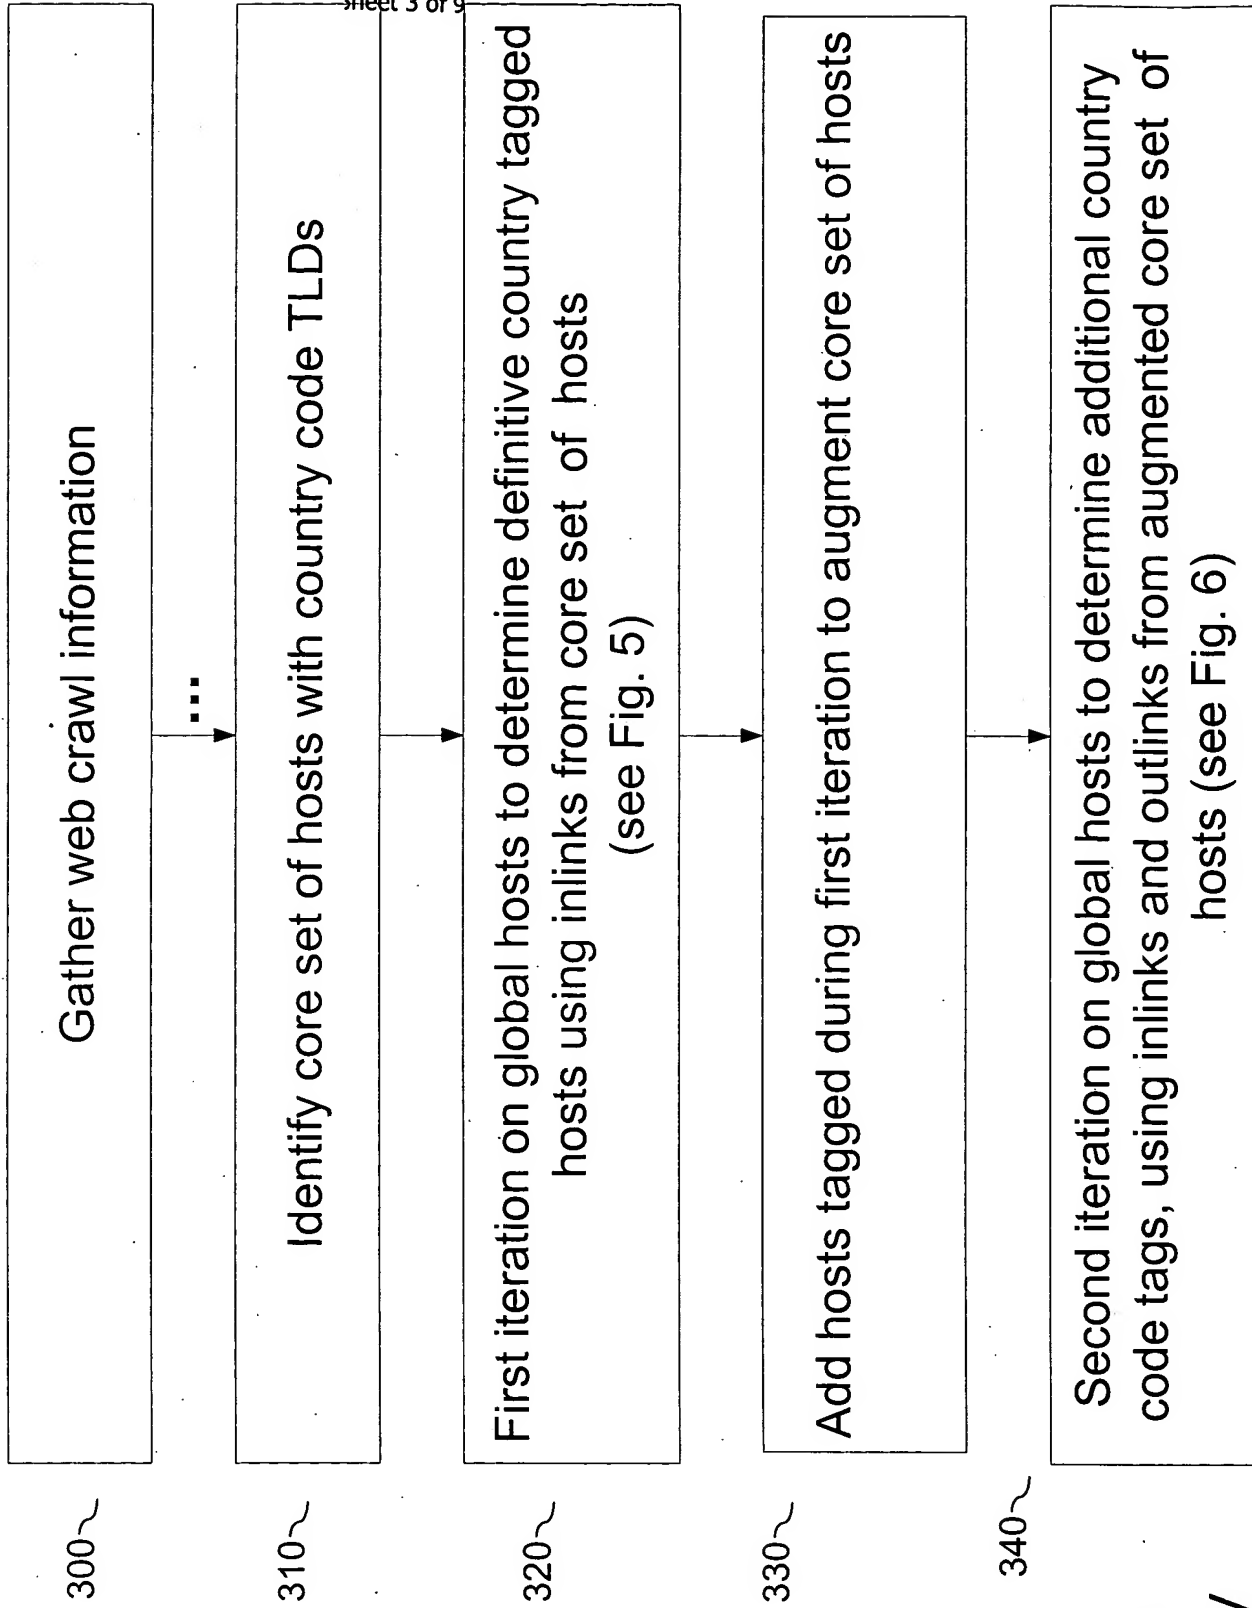 Sheet 3 of 9
300
Gather web crawl information
...
310
Identify core set of hosts with country code TLDs
320
First iteration on global hosts to determine definitive country tagged
hosts using inlinks from core set of hosts
(see Fig. 5)
330
Add hosts tagged during first iteration to augment core set of hosts
340
Second iteration on global hosts to determine additional country
code tags, using inlinks and outlinks from augmented core set of
hosts (see Fig. 6)